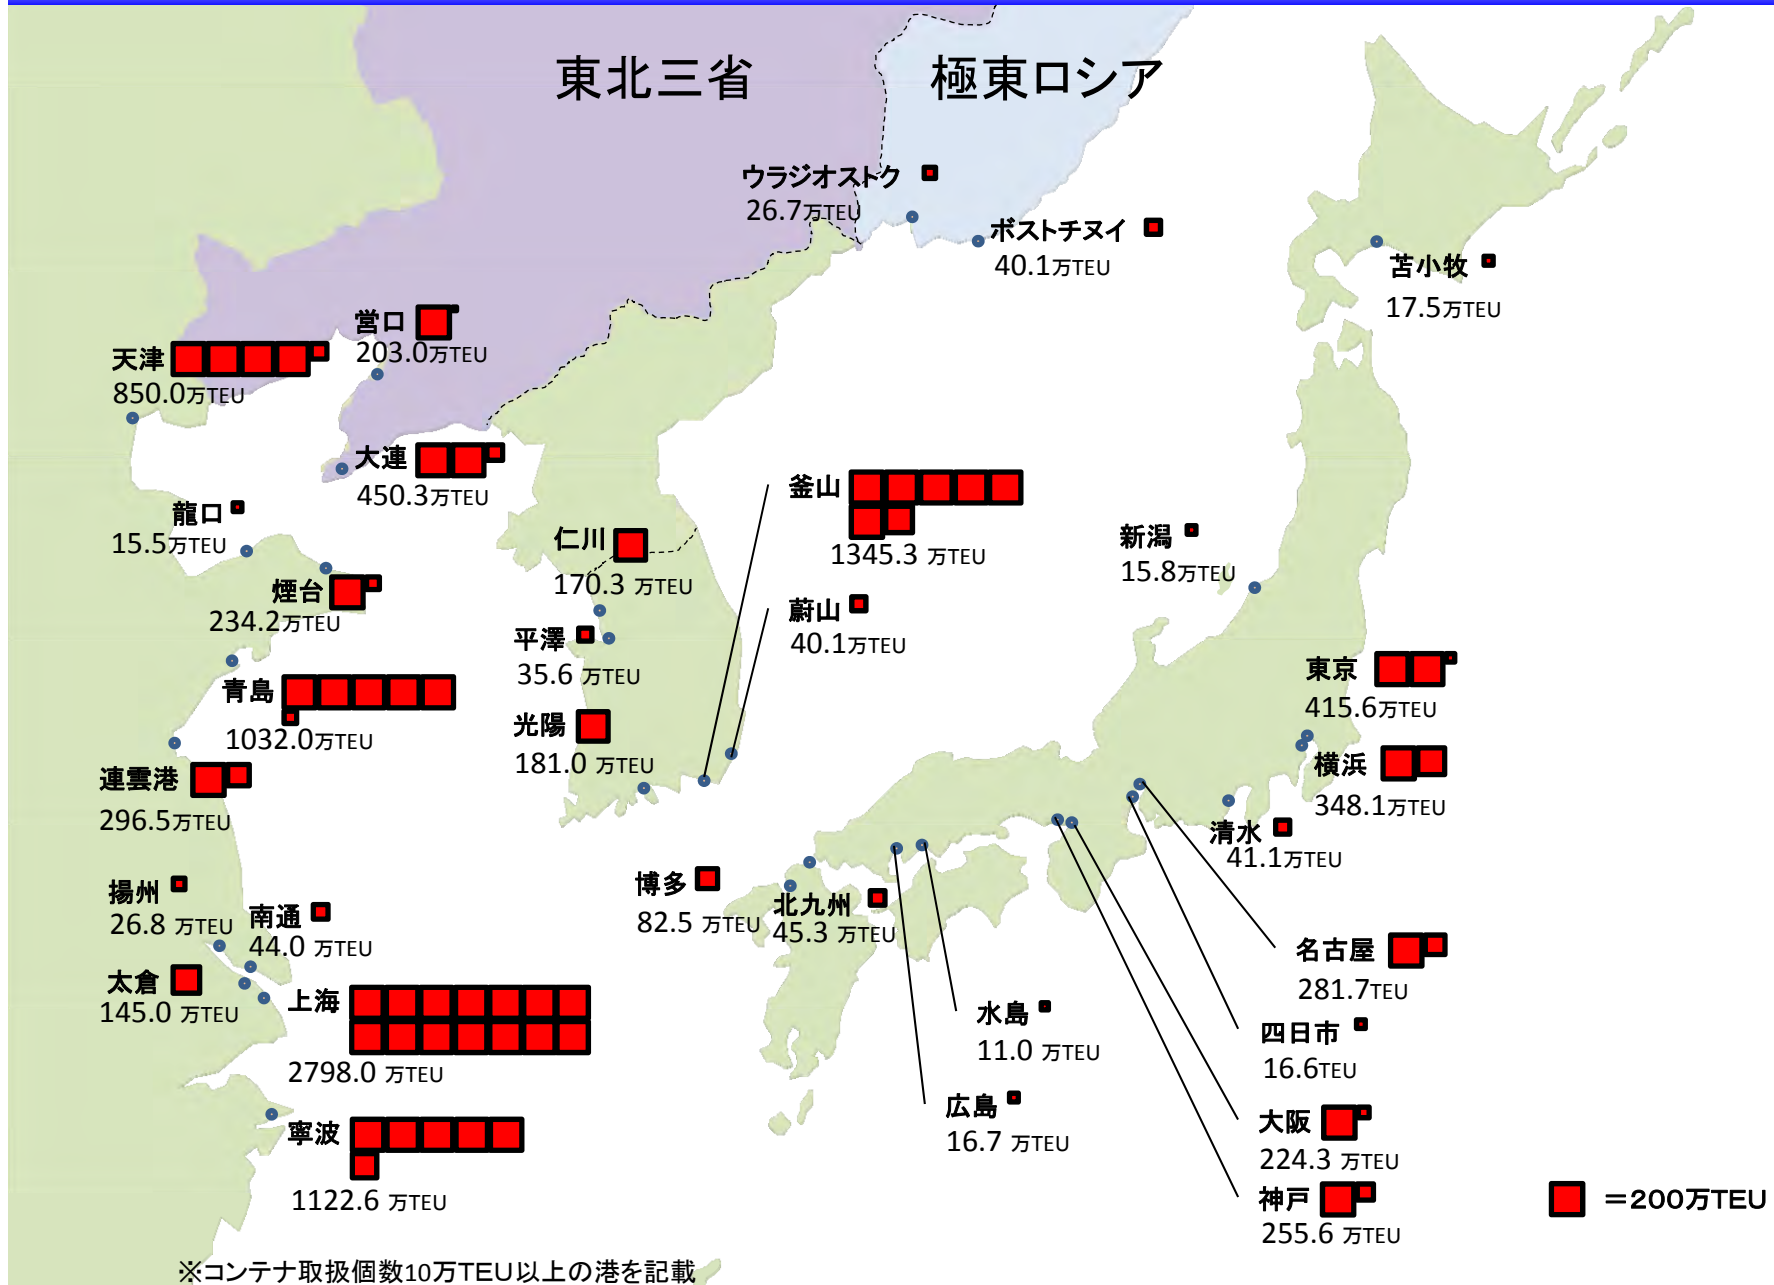 東北三省
極東ロシア
ウラジオストク
26.7万TEU
ボストチヌイ
40.1万TEU
苫小牧
17.5万TEU
営口
203.0万TEU
天津
850.0万TEU
大連
450.3万TEU
龍口
15.5万TEU
煙台
234.2万TEU
青島
1032.0万TEU
連雲港
296.5万TEU
揚州
26.8 万TEU
南通
44.0 万TEU
太倉
145.0 万TEU
上海
2798.0 万TEU
寧波
1122.6 万TEU
仁川
170.3 万TEU
平澤
35.6 万TEU
光陽
181.0 万TEU
釜山
1345.3 万TEU
蔚山
40.1万TEU
新潟
15.8万TEU
東京
415.6万TEU
横浜
348.1万TEU
清水
41.1万TEU
博多
82.5 万TEU
北九州
45.3 万TEU
名古屋
281.7TEU
水島
11.0 万TEU
四日市
16.6TEU
広島
16.7 万TEU
大阪
224.3 万TEU
神戸
255.6 万TEU
＝200万TEU
※コンテナ取扱個数10万TEU以上の港を記載